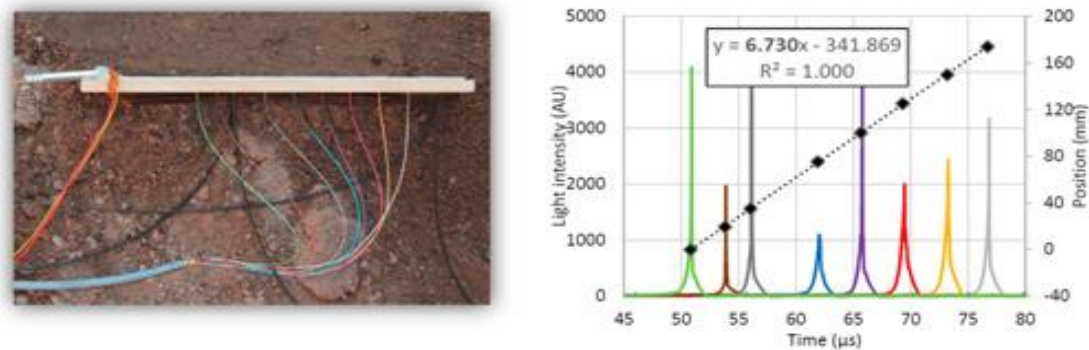 5000
4000
3000
2000
1000
0
Light intensity (AU)
y = 6.730x - 341.869
R² = 1.000
200
160
120
80
40
0
-40
Position (mm)
45 50 55 60 65 70 75 80
Time (µs)